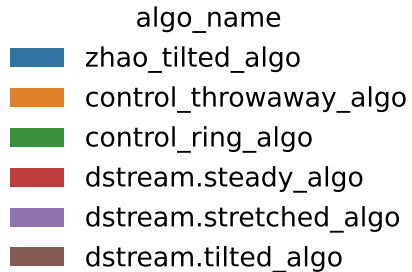 algo_name
zhao_tilted_algo
control_throwaway_algo
control_ring_algo
dstream.steady_algo
dstream.stretched_algo
dstream.tilted_algo